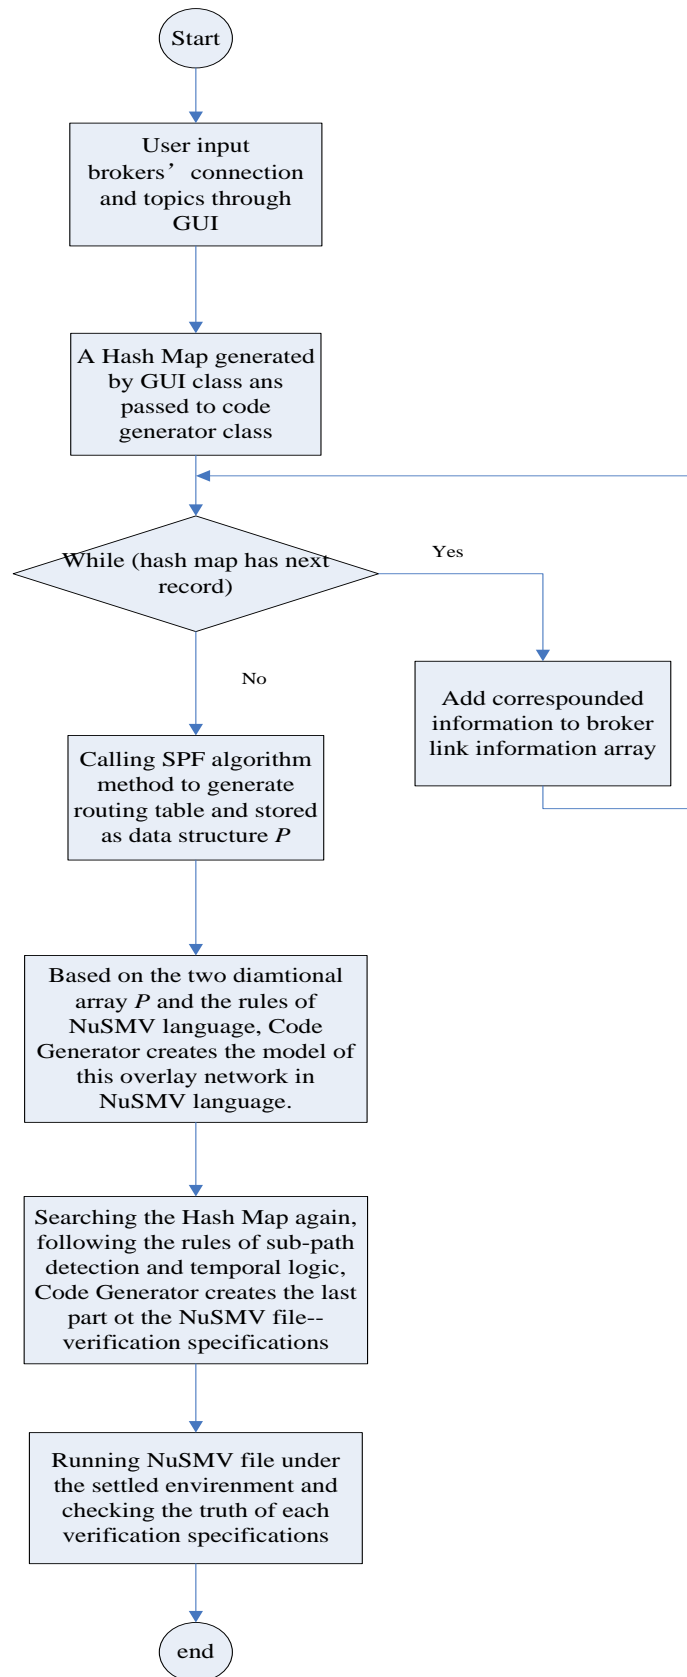 Start
User input
brokers’ connection
and topics through
GUI
A Hash Map generated
by GUI class ans
passed to code
generator class
While (hash map has next
record)
Yes
No
Add correspounded
information to broker
link information array
Calling SPF algorithm
method to generate
routing table and stored
as data structure P
Based on the two diamtional
array P and the rules of
NuSMV language, Code
Generator creates the model of
this overlay network in
NuSMV language.
Searching the Hash Map again,
following the rules of sub-path
detection and temporal logic,
Code Generator creates the last
part ot the NuSMV file--
verification specifications
Running NuSMV file under
the settled envirenment and
checking the truth of each
verification specifications
end